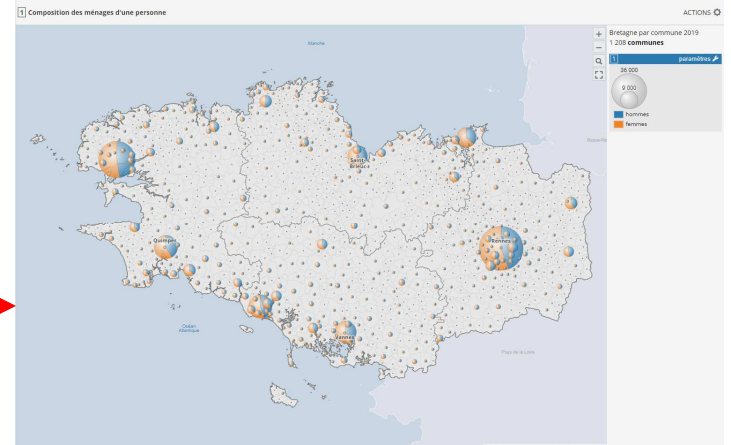 1 Composition des ménages d'une personne
ACTIONS
Bretagne par commune 2019
1 208 communes
1 paramètres
36 000
9 000
hommes
femmes
Manche
Saint-Brieuc
Quimper
Rennes
Vannes
Océan
Atlantique
Pays de la Loire